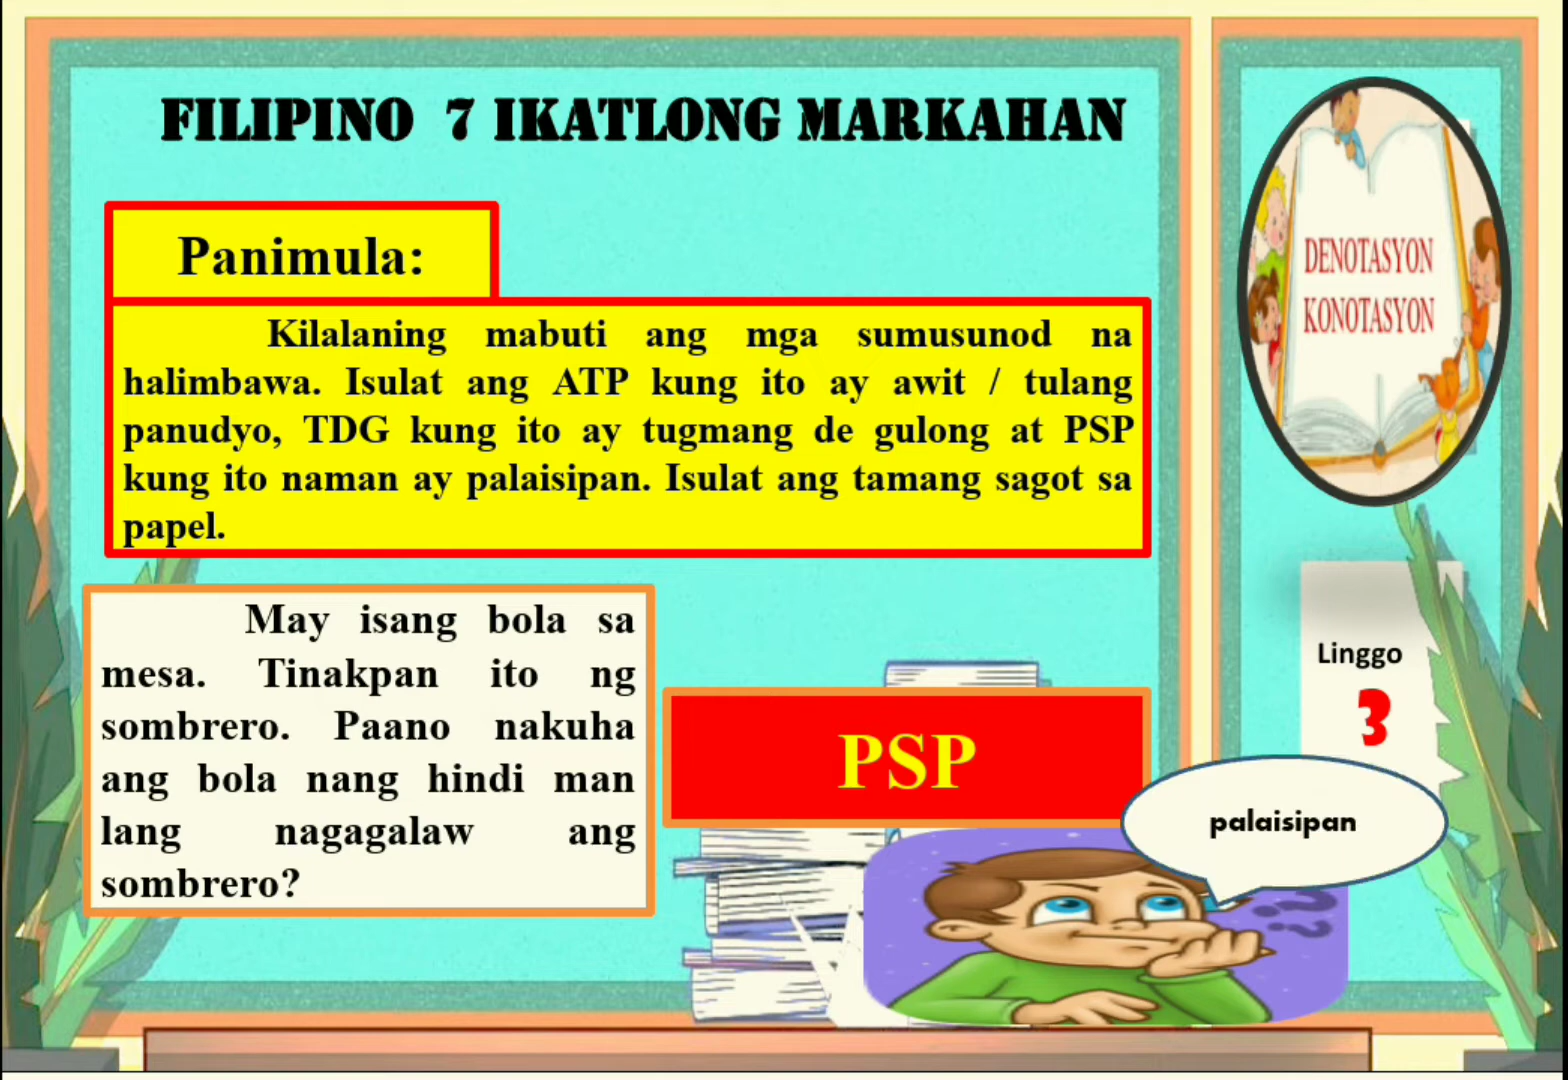 FILIPINO 7 IKATLONG MARKAHAN
Panimula:
Kilalaning mabuti ang mga sumusunod na
halimbawa. Isulat ang ATP kung ito ay awit / tulang
panudyo, TDG kung ito ay tugmang de gulong at PSP
kung ito naman ay palaisipan. Isulat ang tamang sagot sa
papel.
May isang bola sa
mesa. Tinakpan ito ng
sombrero. Paano nakuha
ang bola nang hindi man
lang nagagalaw ang
sombrero?
PSP
palaisipan
DENOTASYON
KONOTASYON
Linggo
3